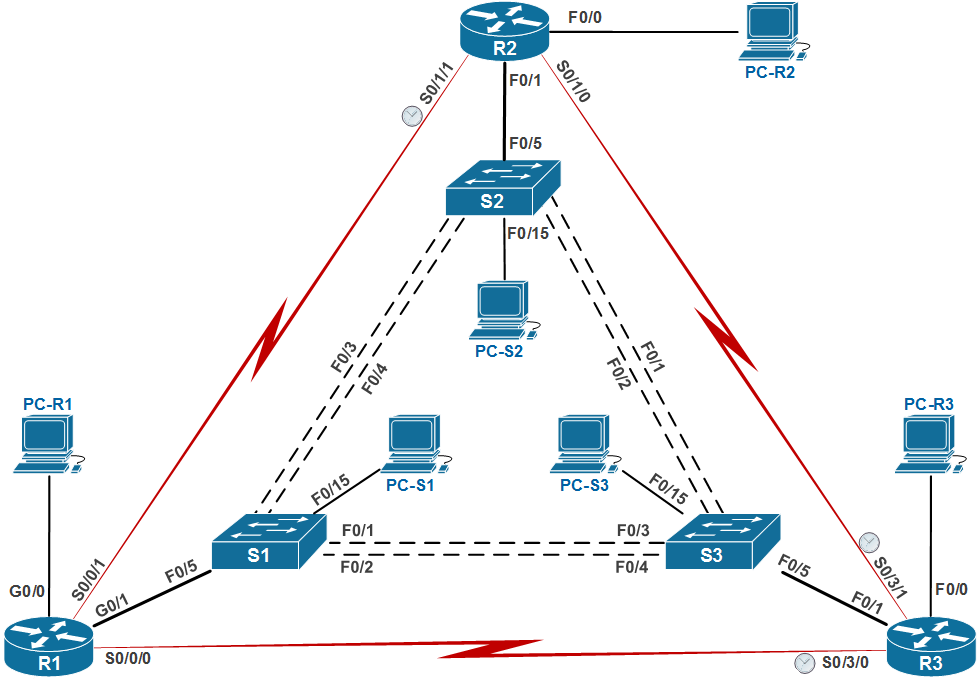 F0/0
R2
PC-R2
S0/1/1
F0/1
S0/1/0
F0/5
S2
F0/15
PC-S2
F0/3
F0/4
F0/1
F0/2
PC-R1
PC-R3
PC-S1
PC-S3
F0/15
F0/15
S1
F0/1
F0/3
S3
F0/2
F0/4
F0/5
F0/5
G0/0
S0/0/1
G0/1
F0/1
S0/3/1
F0/0
R1
S0/0/0
S0/3/0
R3